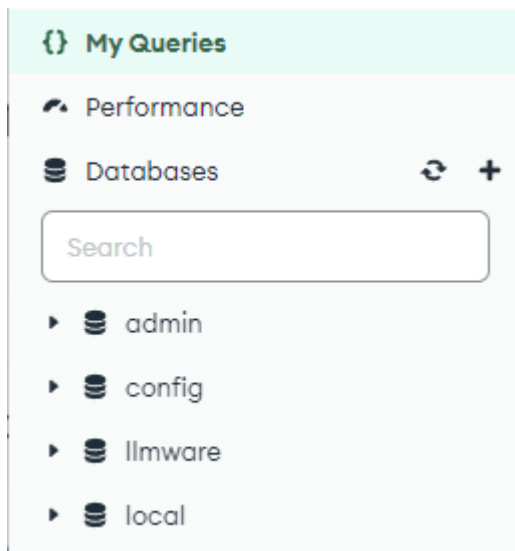 {} My Queries
Performance
Databases
Search
admin
config
llmware
local